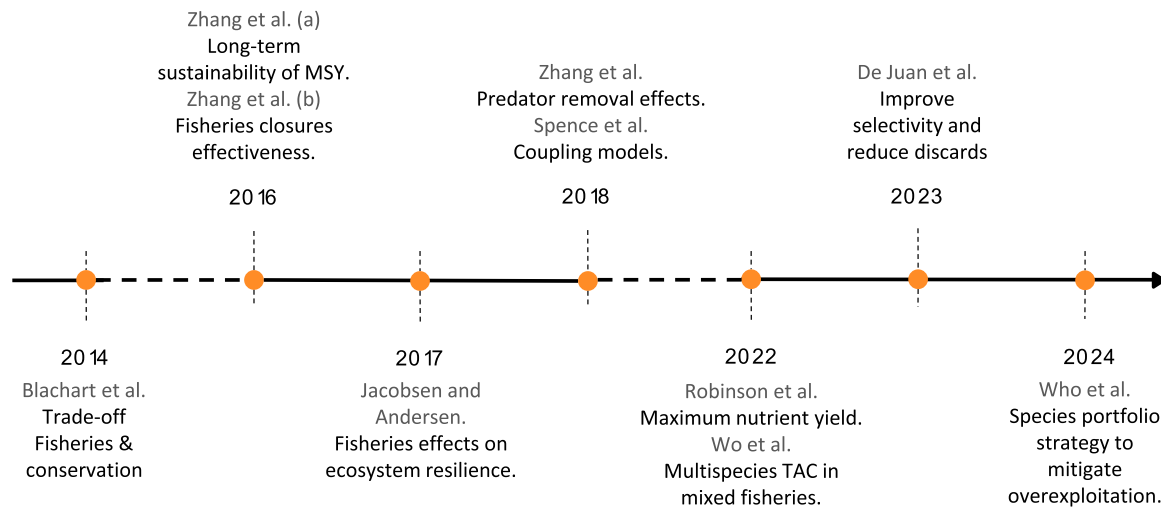 Zhang et al. (a)
Long-term
sustainability of MSY.
Zhang et al. (b)
Fisheries closures
effectiveness.
2016
Zhang et al.
Predator removal effects.
Spence et al.
Coupling models.
2018
De Juan et al.
Improve
selectivity and
reduce discards
2023
2014
Blachart et al.
Trade-off
Fisheries &
conservation
2017
Jacobsen and
Andersen.
Fisheries effects on
ecosystem resilience.
2022
Robinson et al.
Maximum nutrient yield.
Wo et al.
Multispecies TAC in
mixed fisheries.
2024
Who et al.
Species portfolio
strategy to
mitigate
overexploitation.